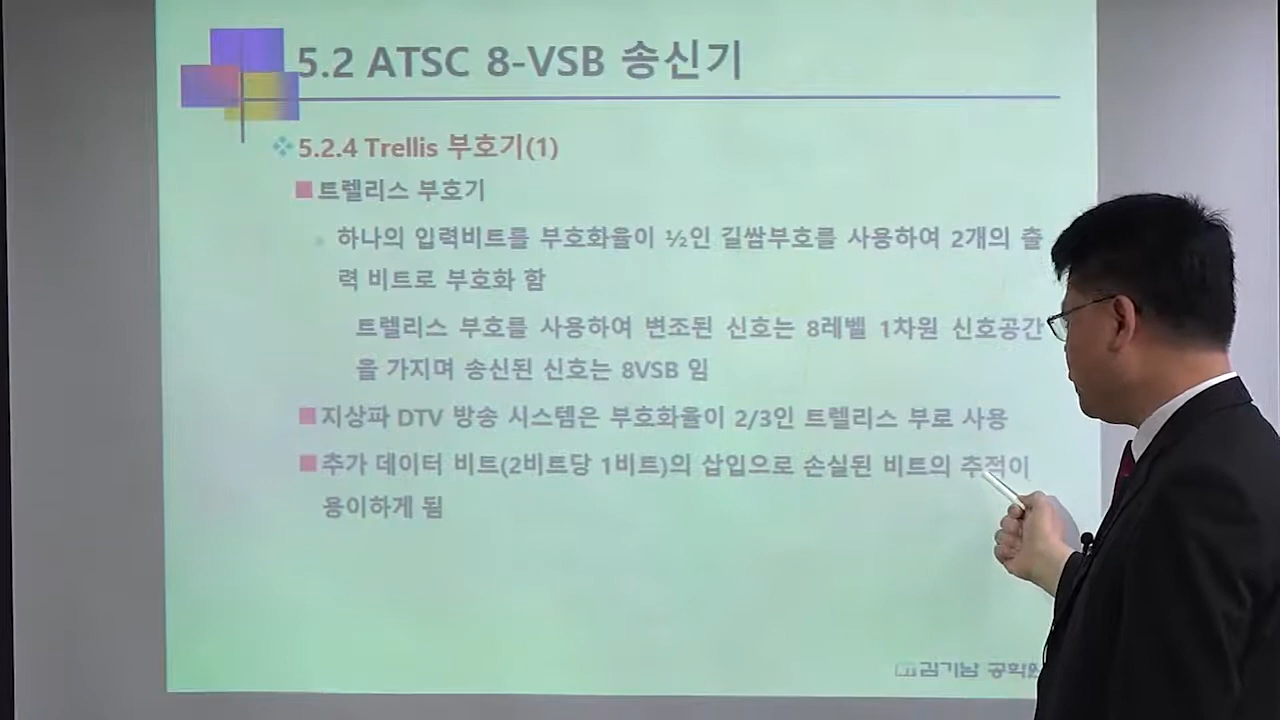 5.2 ATSC 8-VSB 송신기
5.2.4 Trellis 부호기(1)
트렐리스 부호기
하나의 입력비트를 부호화율이 ½인 길쌈부호를 사용하여 2개의 출
력 비트로 부호화 함
트렐리스 부호를 사용하여 변조된 신호는 8레벨 1차원 신호공간
을 가지며 송신된 신호는 8VSB 임
지상파 DTV 방송 시스템은 부호화율이 2/3인 트렐리스 부로 사용
추가 데이터 비트(2비트당 1비트)의 삽입으로 손실된 비트의 추적이
용이하게 됨
김기남 공학원